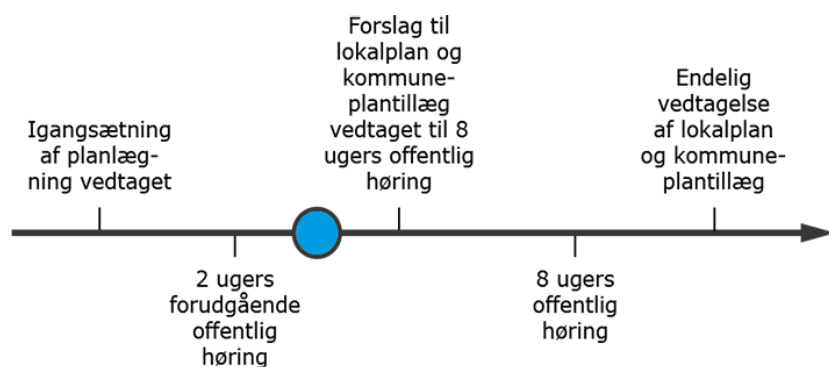 Igangsætning
af planlæg-
ning vedtaget
2 ugers
forudgående
offentlig
høring
Forslag til
lokalplan og
kommune-
plantillæg
vedtaget til 8
ugers offentlig
høring
8 ugers
offentlig
høring
Endelig
vedtagelse
af lokalplan
og kommune-
plantillæg